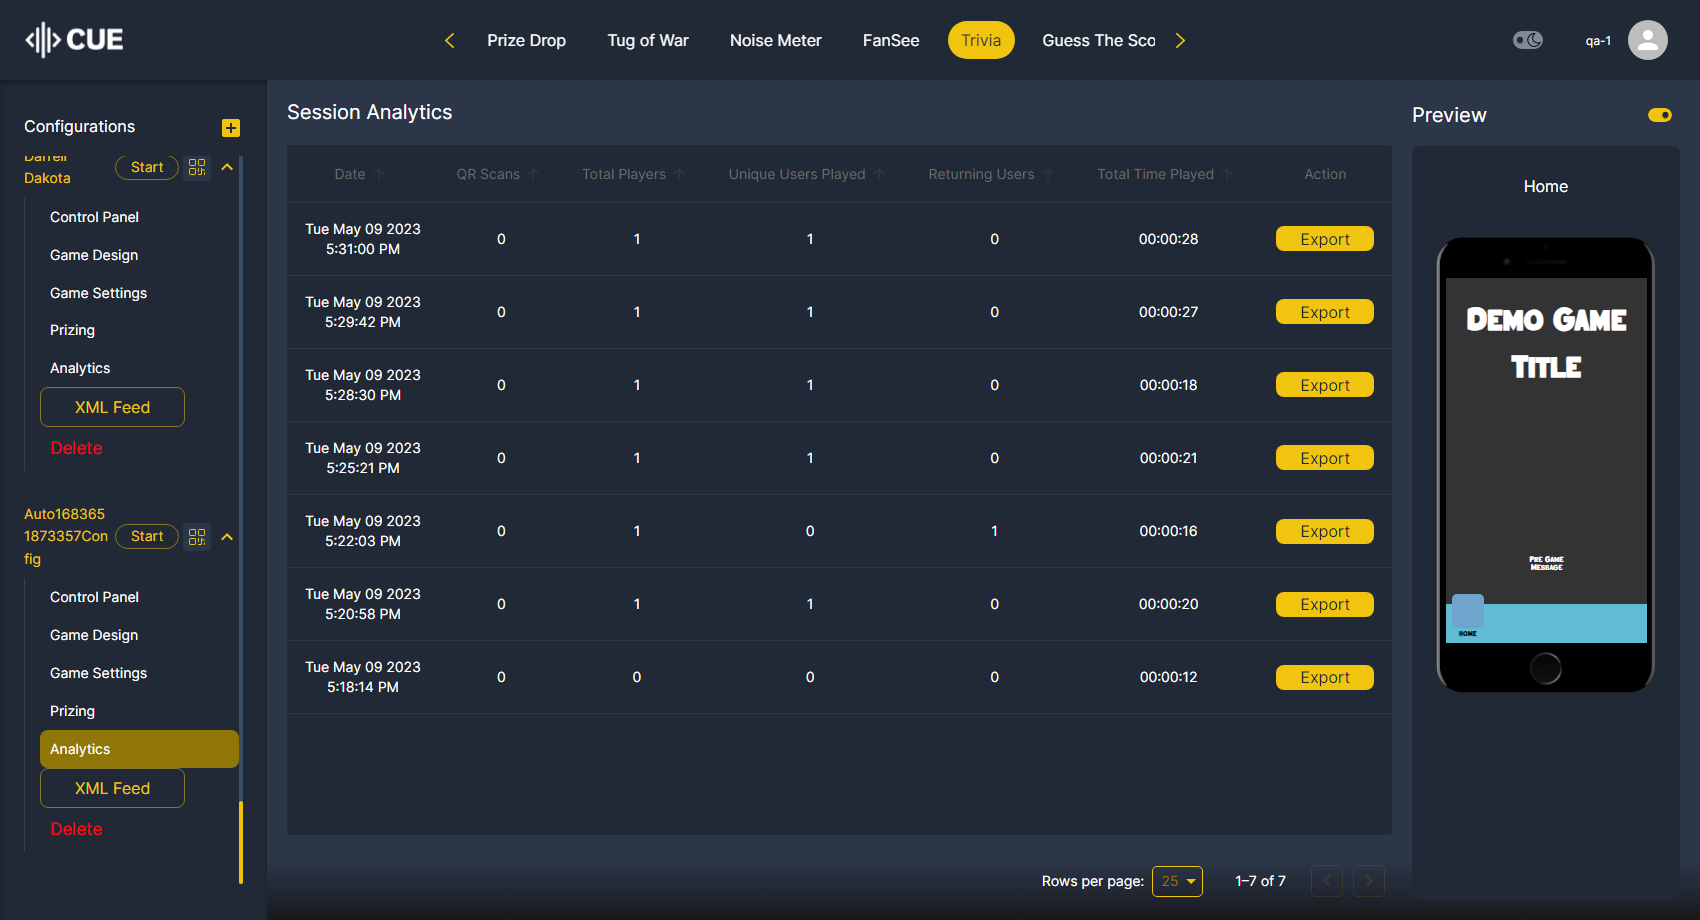 CUE
Prize Drop
Tug of War
Noise Meter
FanSee
Trivia
Guess The Sco
qa-1
Configurations
Darrell
Dakota
Start
Control Panel
Game Design
Game Settings
Prizing
Analytics
XML Feed
Delete
Auto168365
1873357Con
fig
Start
Control Panel
Game Design
Game Settings
Prizing
Analytics
XML Feed
Delete
Session Analytics
Date QR Scans Total Players Unique Users Played Returning Users Total Time Played Action
Tue May 09 2023
5:31:00 PM 0 1 1 0 00:00:28 Export
Tue May 09 2023
5:29:42 PM 0 1 1 0 00:00:27 Export
Tue May 09 2023
5:28:30 PM 0 1 1 0 00:00:18 Export
Tue May 09 2023
5:25:21 PM 0 1 1 0 00:00:21 Export
Tue May 09 2023
5:22:03 PM 0 1 0 1 00:00:16 Export
Tue May 09 2023
5:20:58 PM 0 1 1 0 00:00:20 Export
Tue May 09 2023
5:18:14 PM 0 0 0 0 00:00:12 Export
Rows per page: 25 1–7 of 7
Preview
Home
Demo Game
Title
Pre Game
Message
HOME